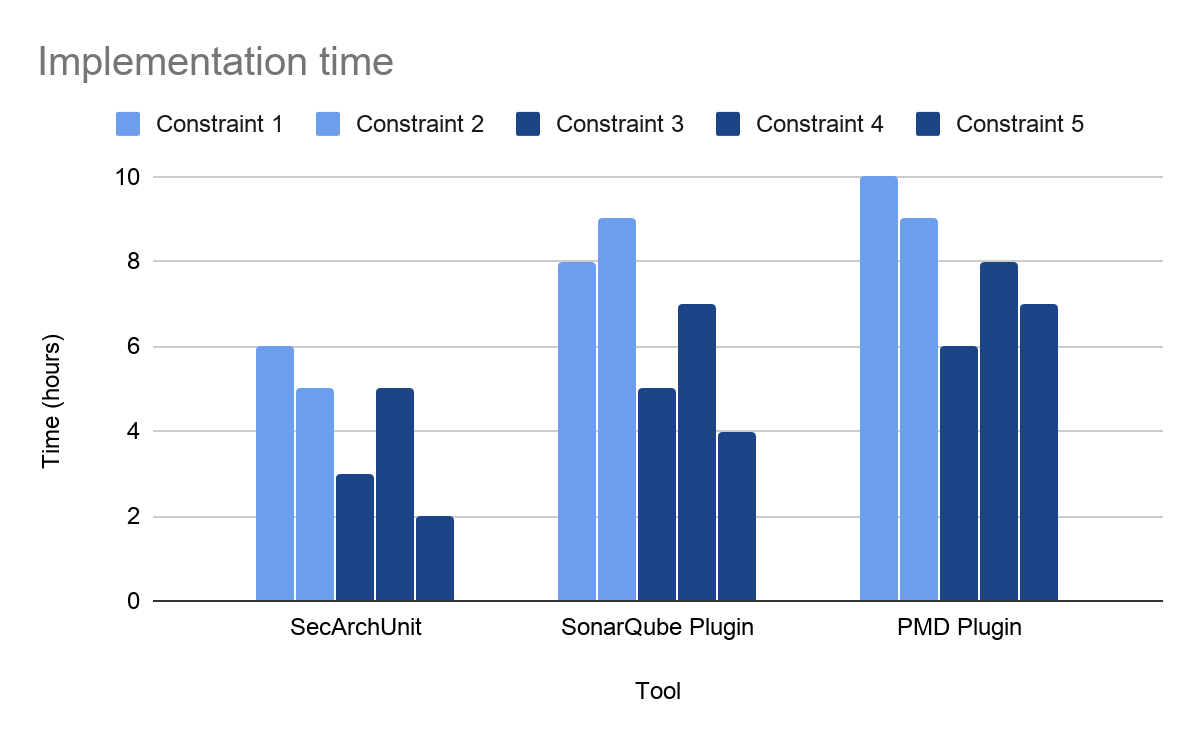 Implementation time
Constraint 1 Constraint 2 Constraint 3 Constraint 4 Constraint 5
10
8
6
4
2
0
Time (hours)
SecArchUnit SonarQube Plugin PMD Plugin
Tool